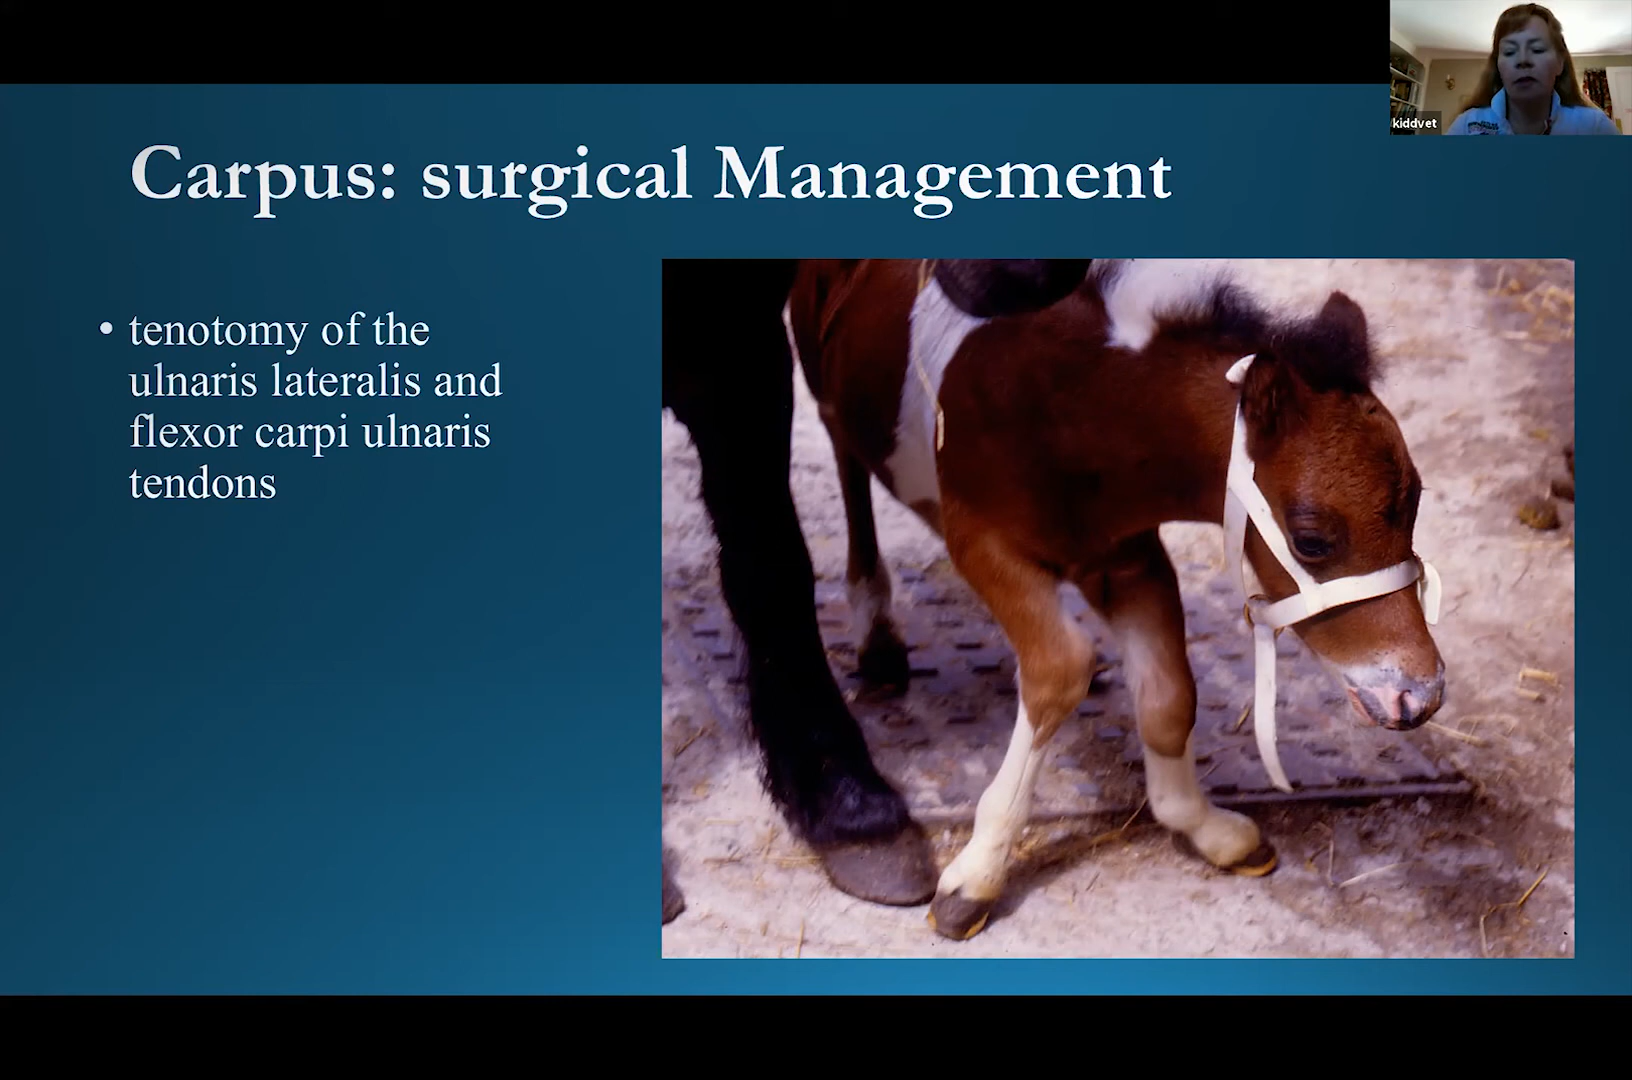 kiddvet
Carpus: surgical Management
• tenotomy of the
ulnaris lateralis and
flexor carpi ulnaris
tendons